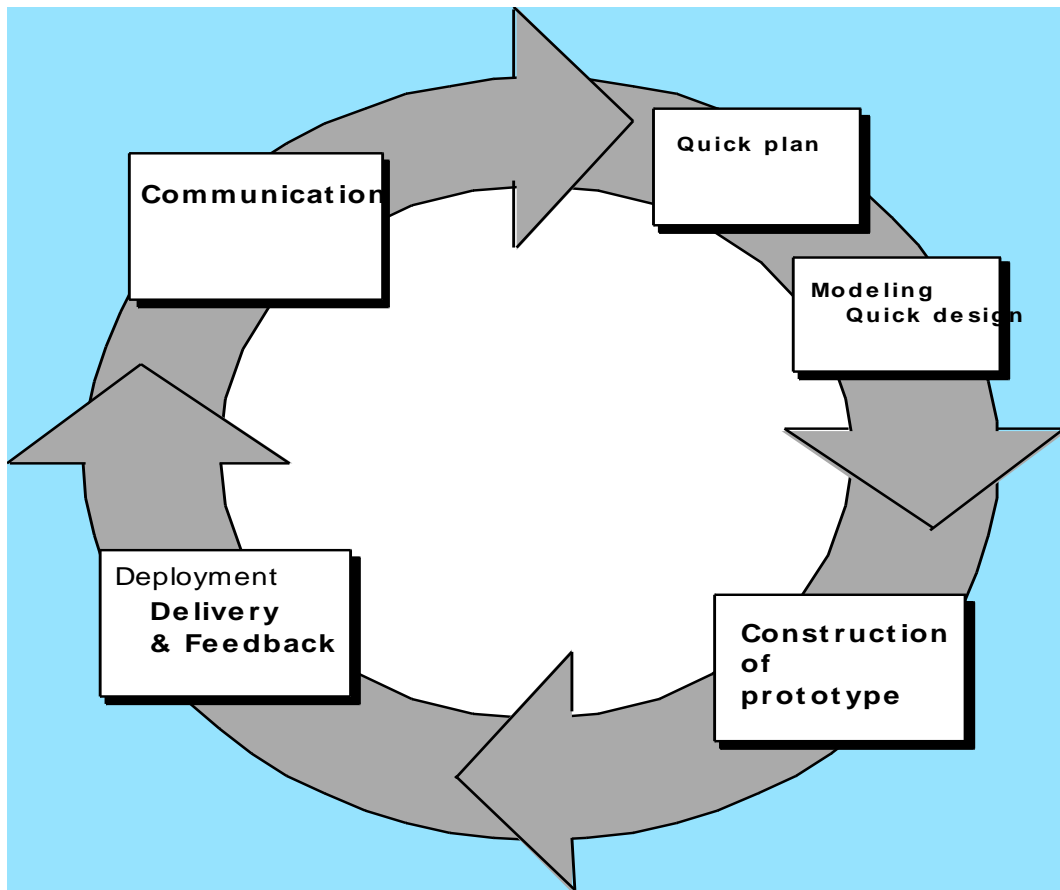 Communication
Quick plan
Modeling
Quick design
Construction
of
prototype
Deployment
Delivery
& Feedback